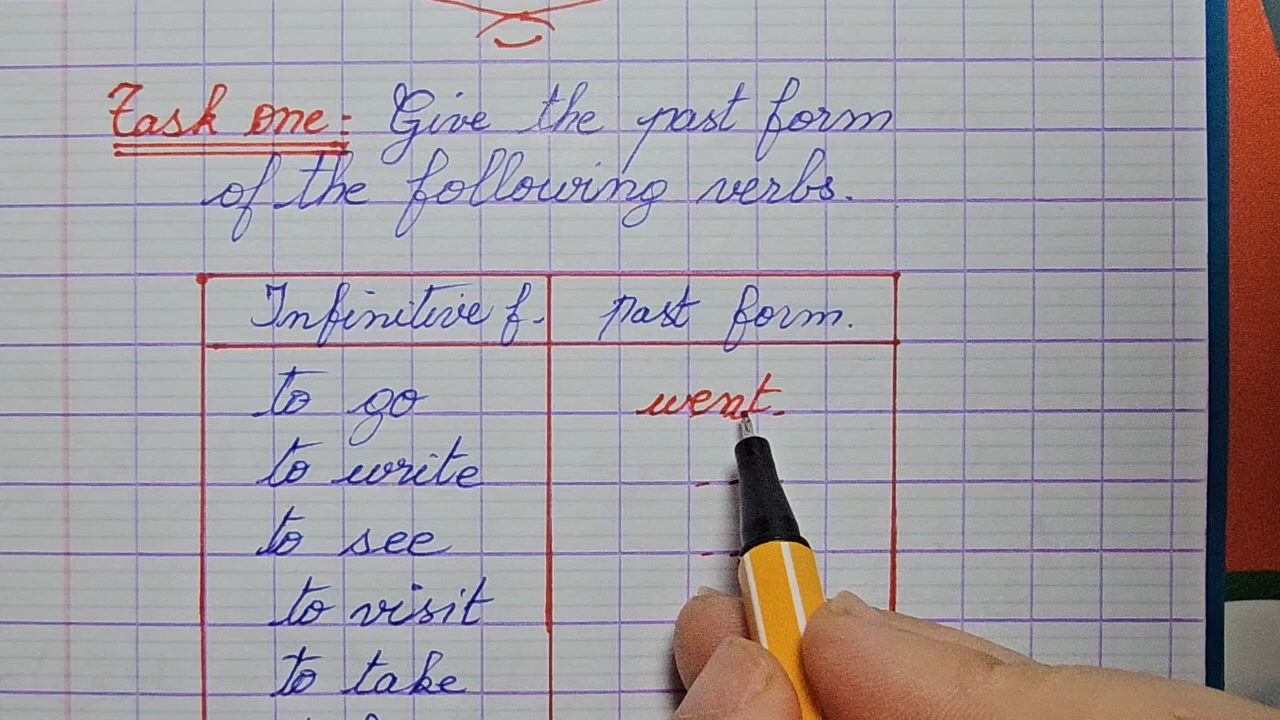 Task one: Give the past form
of the following verbs.
Infinitive f. past form.
to go went.
to write
to see
to visit
to take